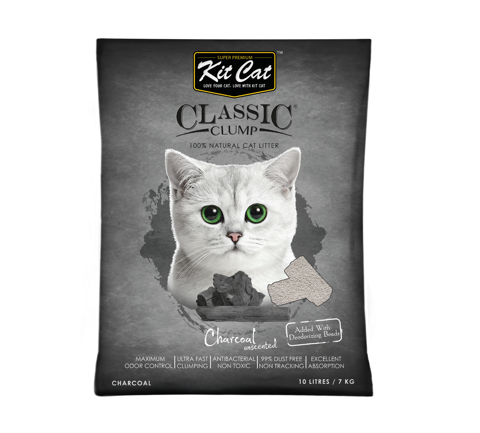 SUPER PREMIUM
Kit Cat
LOVE YOUR CAT. LOVE WITH KIT CAT
TM
CLASSIC®
CLUMP
100% NATURAL CAT LITTER
Charcoal
unscented
Added With
Deodorizing Beads
MAXIMUM ODOR CONTROL
ULTRA FAST CLUMPING
ANTIBACTERIAL NON TOXIC
99% DUST FREE NON TRACKING
EXCELLENT ABSORPTION
CHARCOAL
10 LITRES / 7 KG